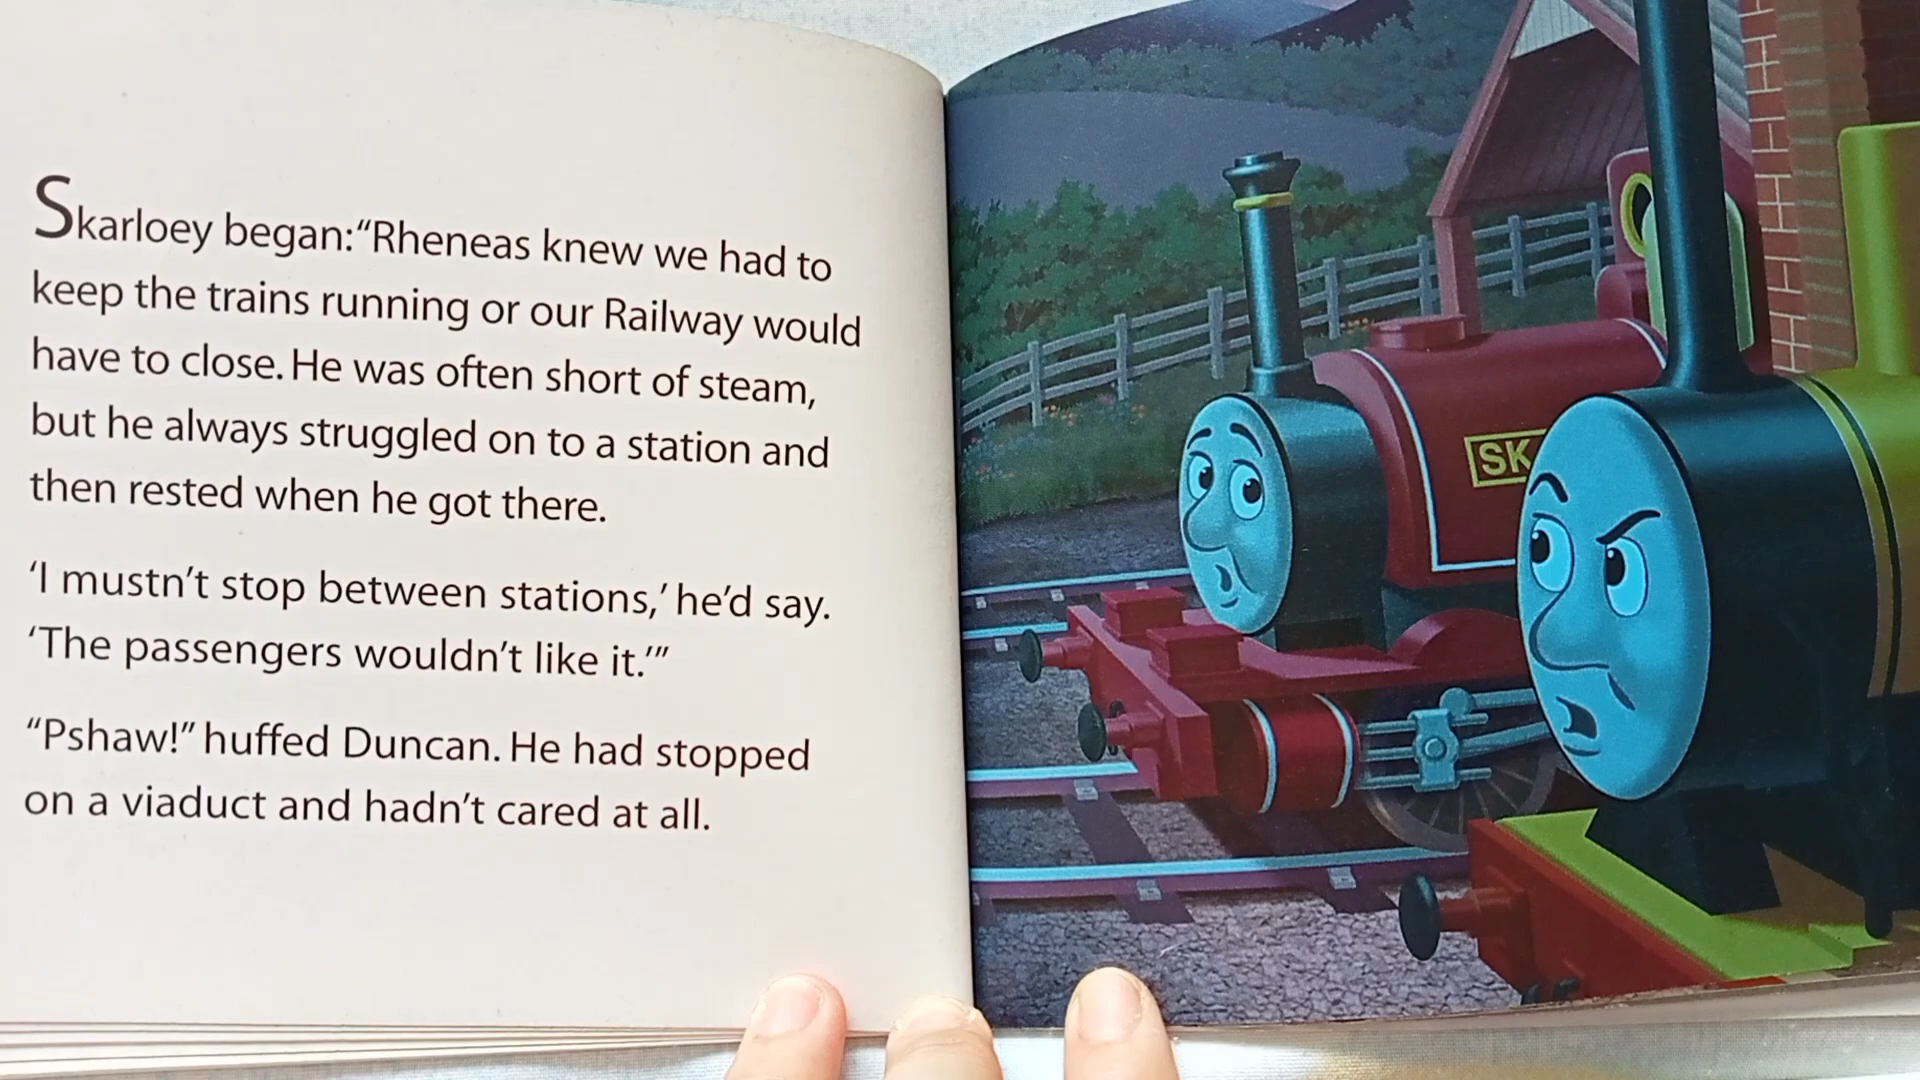 Skarloey began: “Rheneas knew we had to
keep the trains running or our Railway would
have to close. He was often short of steam,
but he always struggled on to a station and
then rested when he got there.
‘I mustn’t stop between stations,’ he’d say.
‘The passengers wouldn’t like it.’”
“Pshaw!” huffed Duncan. He had stopped
on a viaduct and hadn’t cared at all.
SK